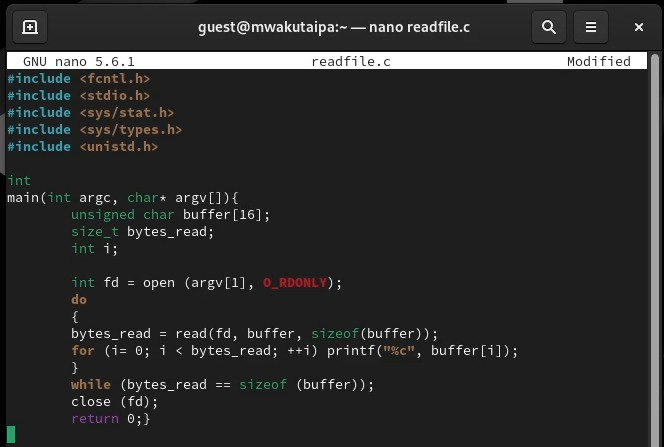 guest@mwakutaipa:~ — nano readfile.c
GNU nano 5.6.1 readfile.c Modified
#include <fcntl.h>
#include <stdio.h>
#include <sys/stat.h>
#include <sys/types.h>
#include <unistd.h>
int
main(int argc, char* argv[]){
unsigned char buffer[16];
size_t bytes_read;
int i;
int fd = open (argv[1], O_RDONLY);
do
{
bytes_read = read(fd, buffer, sizeof(buffer));
for (i= 0; i < bytes_read; ++i) printf("%c", buffer[i]);
}
while (bytes_read == sizeof (buffer));
close (fd);
return 0;}